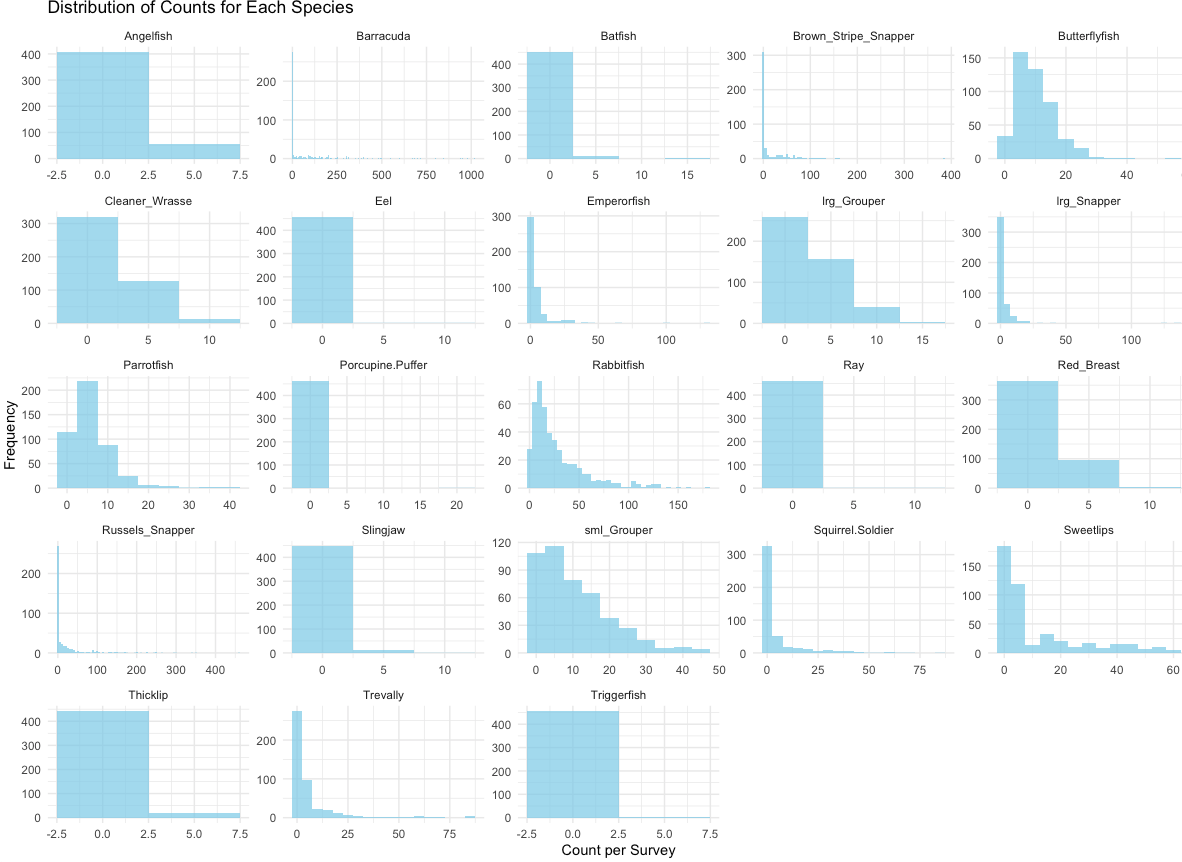 Distribution of Counts for Each Species
Angelfish
Barracuda
Batfish
Brown_Stripe_Snapper
Butterflyfish
400 300 200 100 0
200 100 0
400 300 200 100 0
300 200 100 0
150 100 50 0
-2.5 0.0 2.5 5.0 7.5
0 250 500 750 1000
0 5 10 15
0 100 200 300 400
0 20 40
Cleaner_Wrasse
Eel
Emperorfish
lrg_Grouper
lrg_Snapper
300 200 100 0
400 300 200 100 0
300 200 100 0
200 100 0
300 200 100 0
0 5 10
0 5 10
0 50 100
0 5 10 15
0 50 100
Parrotfish
Porcupine.Puffer
Rabbitfish
Ray
Red_Breast
200 150 100 50 0
400 300 200 100 0
60 40 20 0
400 300 200 100 0
300 200 100 0
0 10 20 30 40
0 5 10 15 20
0 50 100 150
0 5 10
0 5 10
Frequency
Russels_Snapper
Slingjaw
sml_Grouper
Squirrel.Soldier
Sweetlips
200 100 0
400 300 200 100 0
120 90 60 30 0
300 200 100 0
150 100 50 0
0 100 200 300 400
0 5 10
0 10 20 30 40 50
0 25 50 75
0 20 40 60
Thicklip
Trevally
Triggerfish
400 300 200 100 0
200 100 0
400 300 200 100 0
-2.5 0.0 2.5 5.0 7.5
0 25 50 75
-2.5 0.0 2.5 5.0 7.5
Count per Survey